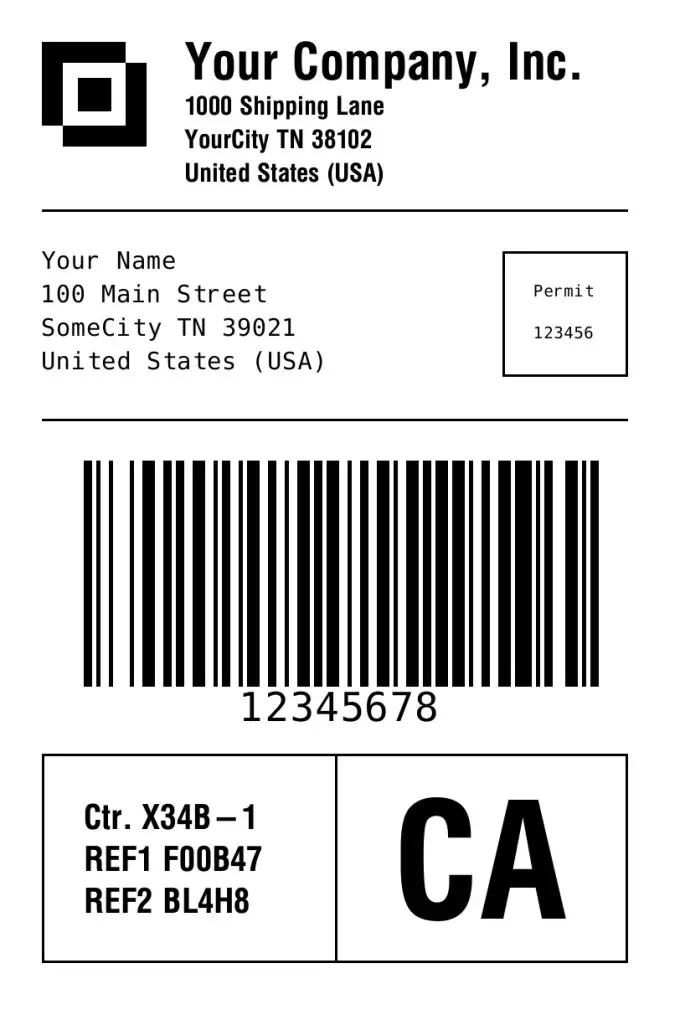 Your Company, Inc.
1000 Shipping Lane
YourCity TN 38102
United States (USA)
Your Name
100 Main Street
SomeCity TN 39021
United States (USA)
Permit
123456
12345678
Ctr. X34B-1
REF1 F00B47
REF2 BL4H8
CA